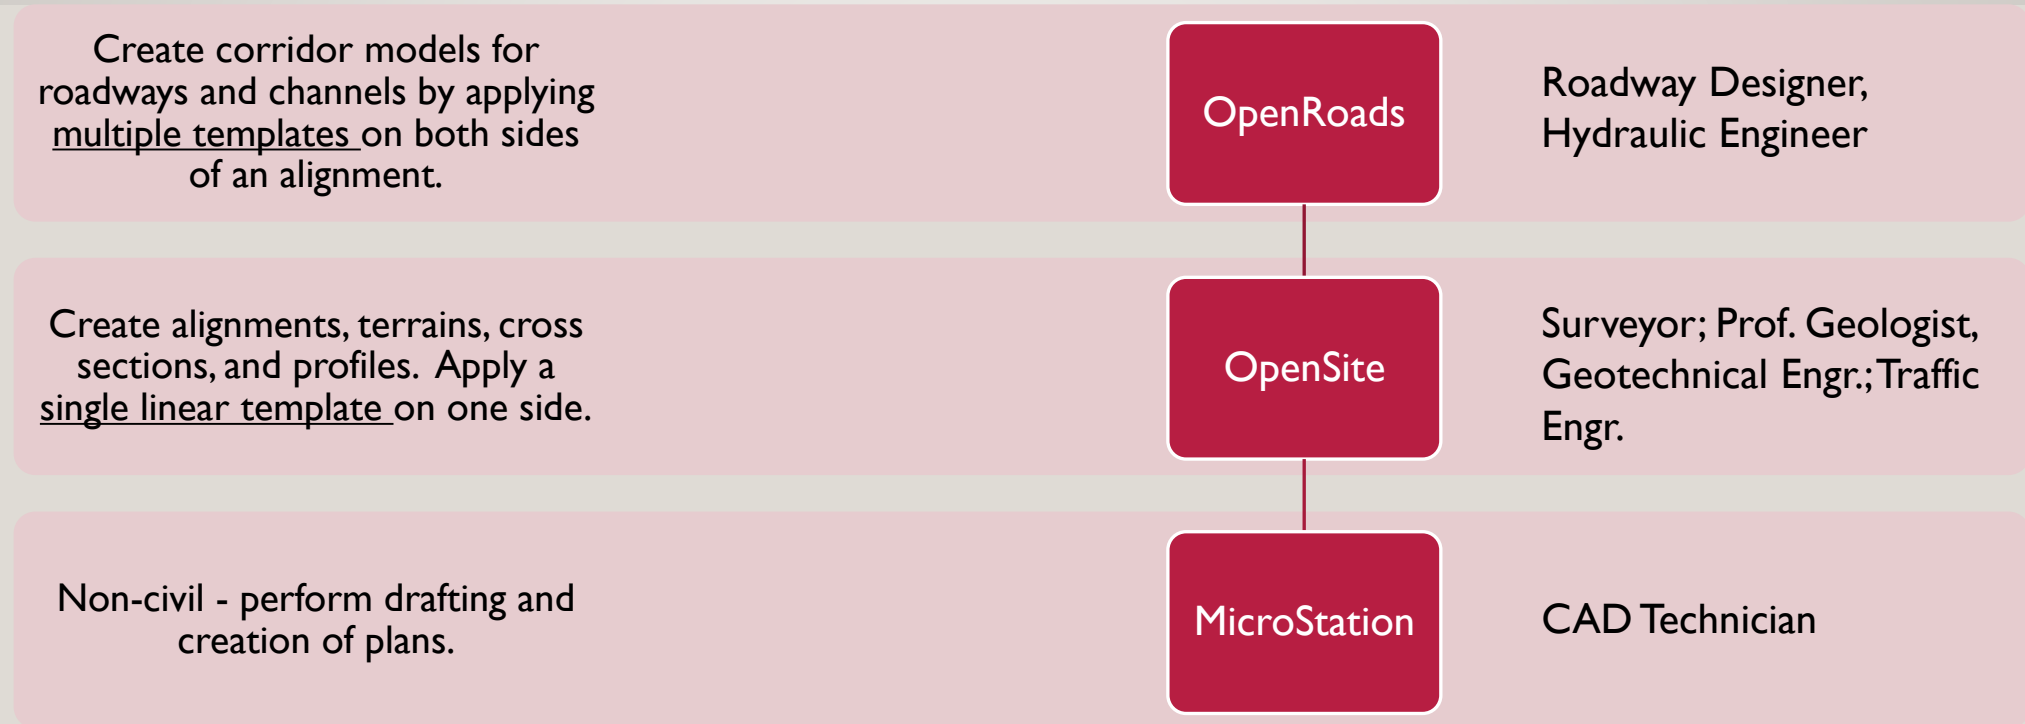 Create corridor models for
roadways and channels by applying
multiple templates on both sides
of an alignment.
OpenRoads
Roadway Designer,
Hydraulic Engineer
Create alignments, terrains, cross
sections, and profiles. Apply a
single linear template on one side.
OpenSite
Surveyor; Prof. Geologist,
Geotechnical Engr.; Traffic
Engr.
Non-civil - perform drafting and
creation of plans.
MicroStation
CAD Technician